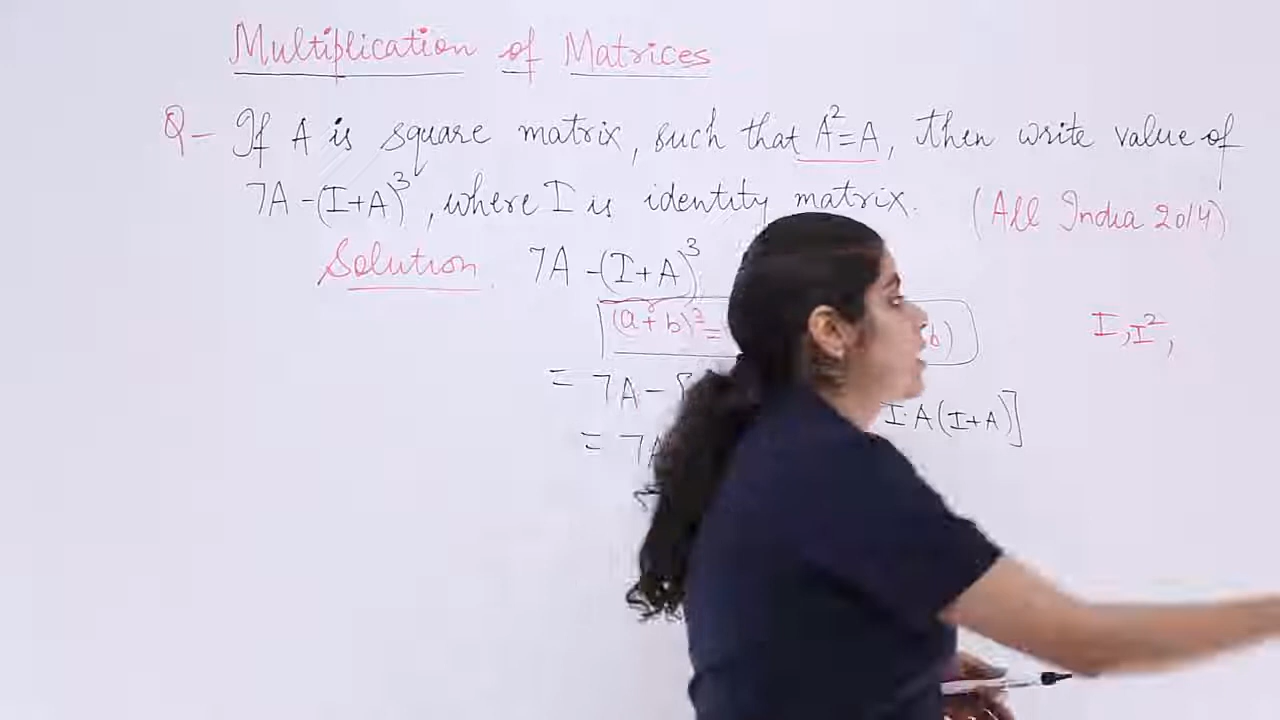 Multiplication of Matrices
Q- If A is square matrix, such that A²=A, then write value of
7A-(I+A)³, where I is identity matrix. (All India 2014)
Solution 7A-(I+A)³
(a+b)³= b)
I, I²,
= 7A-
I·A(I+A)]
= 7A